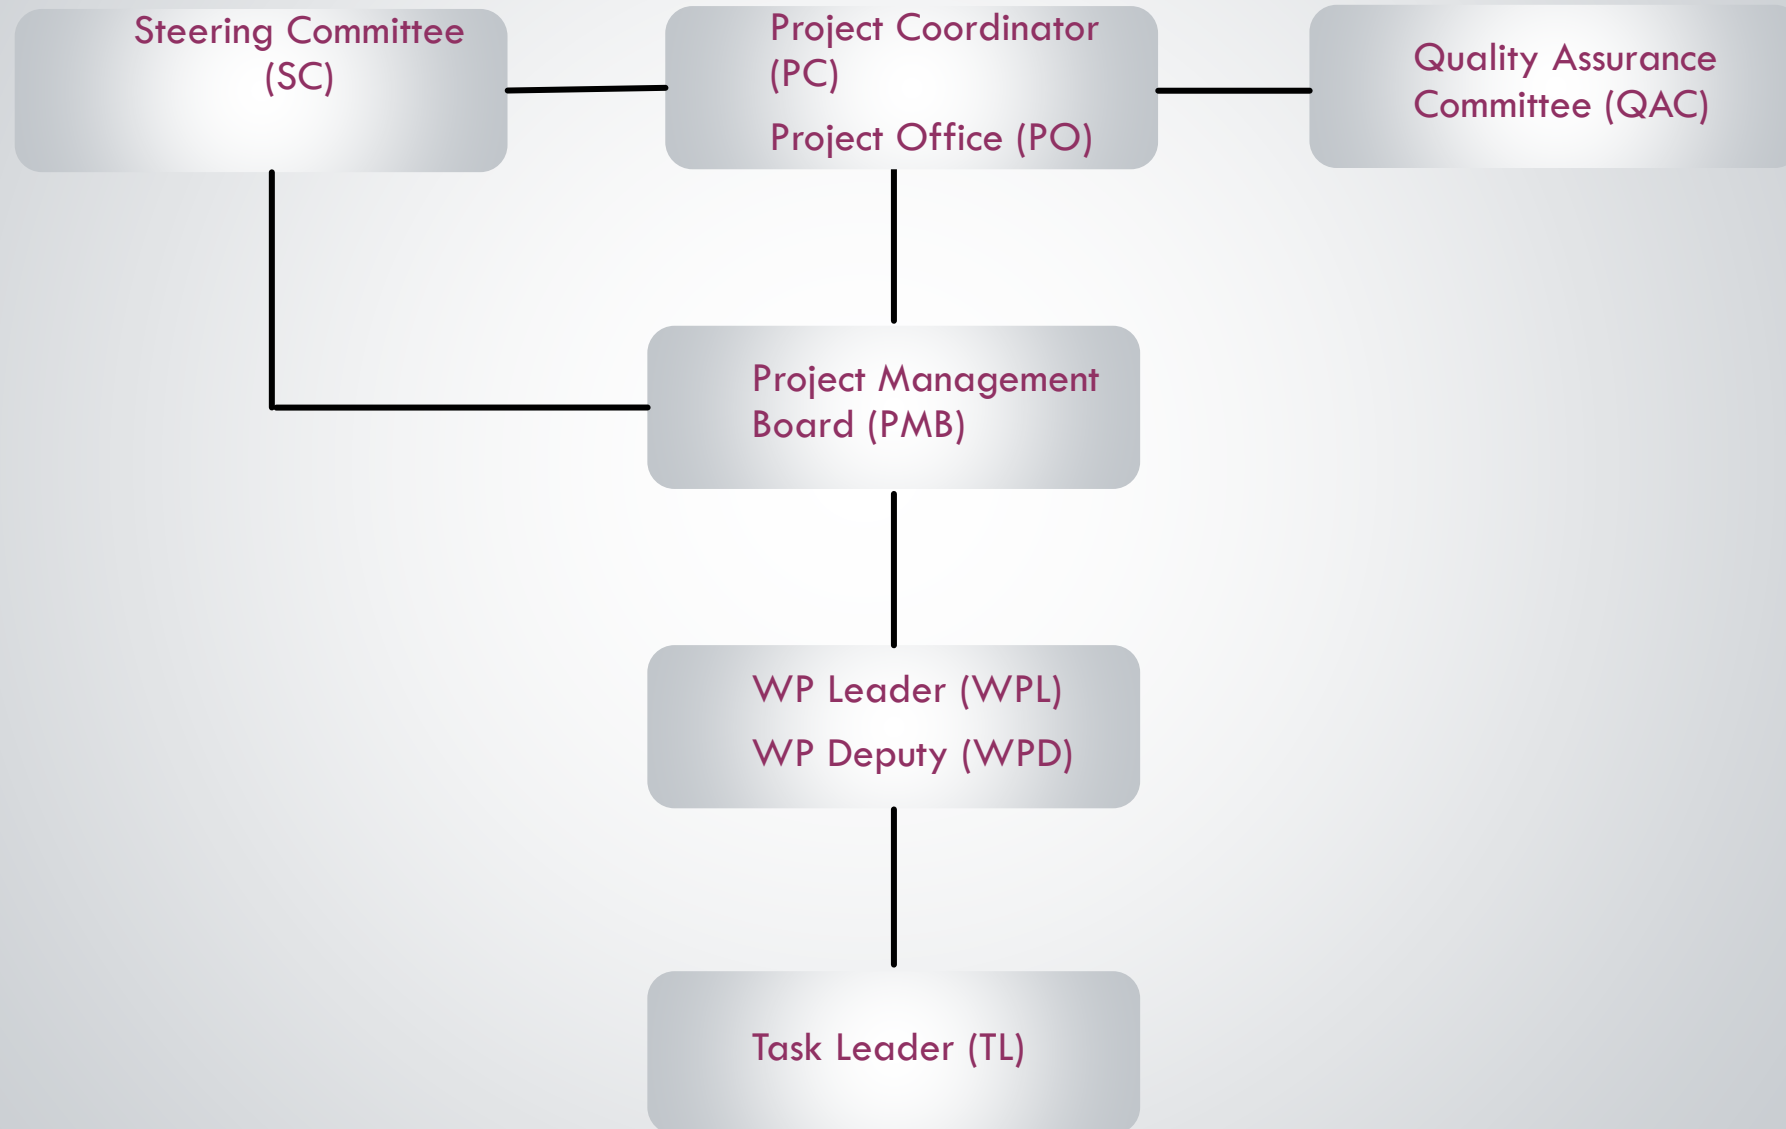 Steering Committee
(SC)
Project Coordinator
(PC)
Project Office (PO)
Quality Assurance
Committee (QAC)
Project Management
Board (PMB)
WP Leader (WPL)
WP Deputy (WPD)
Task Leader (TL)